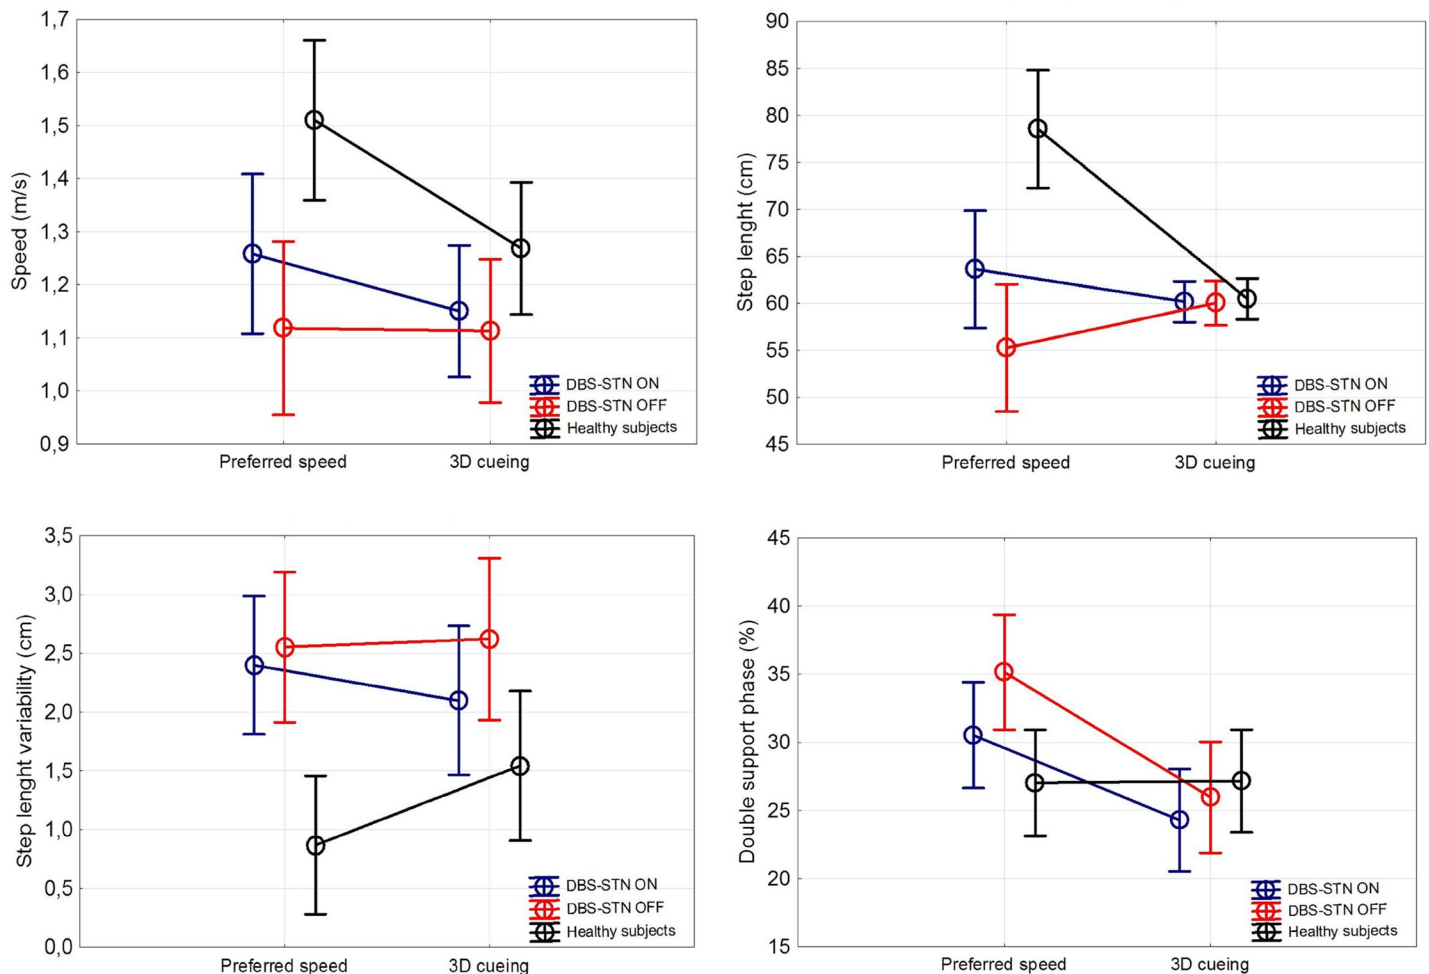 1,7
1,6
1,5
1,4
1,3
1,2
1,1
1,0
0,9
Speed (m/s)
DBS-STN ON
DBS-STN OFF
Healthy subjects
Preferred speed
3D cueing
90
85
80
75
70
65
60
55
50
45
Step lenght (cm)
DBS-STN ON
DBS-STN OFF
Healthy subjects
Preferred speed
3D cueing
3,5
3,0
2,5
2,0
1,5
1,0
0,5
0,0
Step lenght variability (cm)
DBS-STN ON
DBS-STN OFF
Healthy subjects
Preferred speed
3D cueing
45
40
35
30
25
20
15
Double support phase (%)
DBS-STN ON
DBS-STN OFF
Healthy subjects
Preferred speed
3D cueing